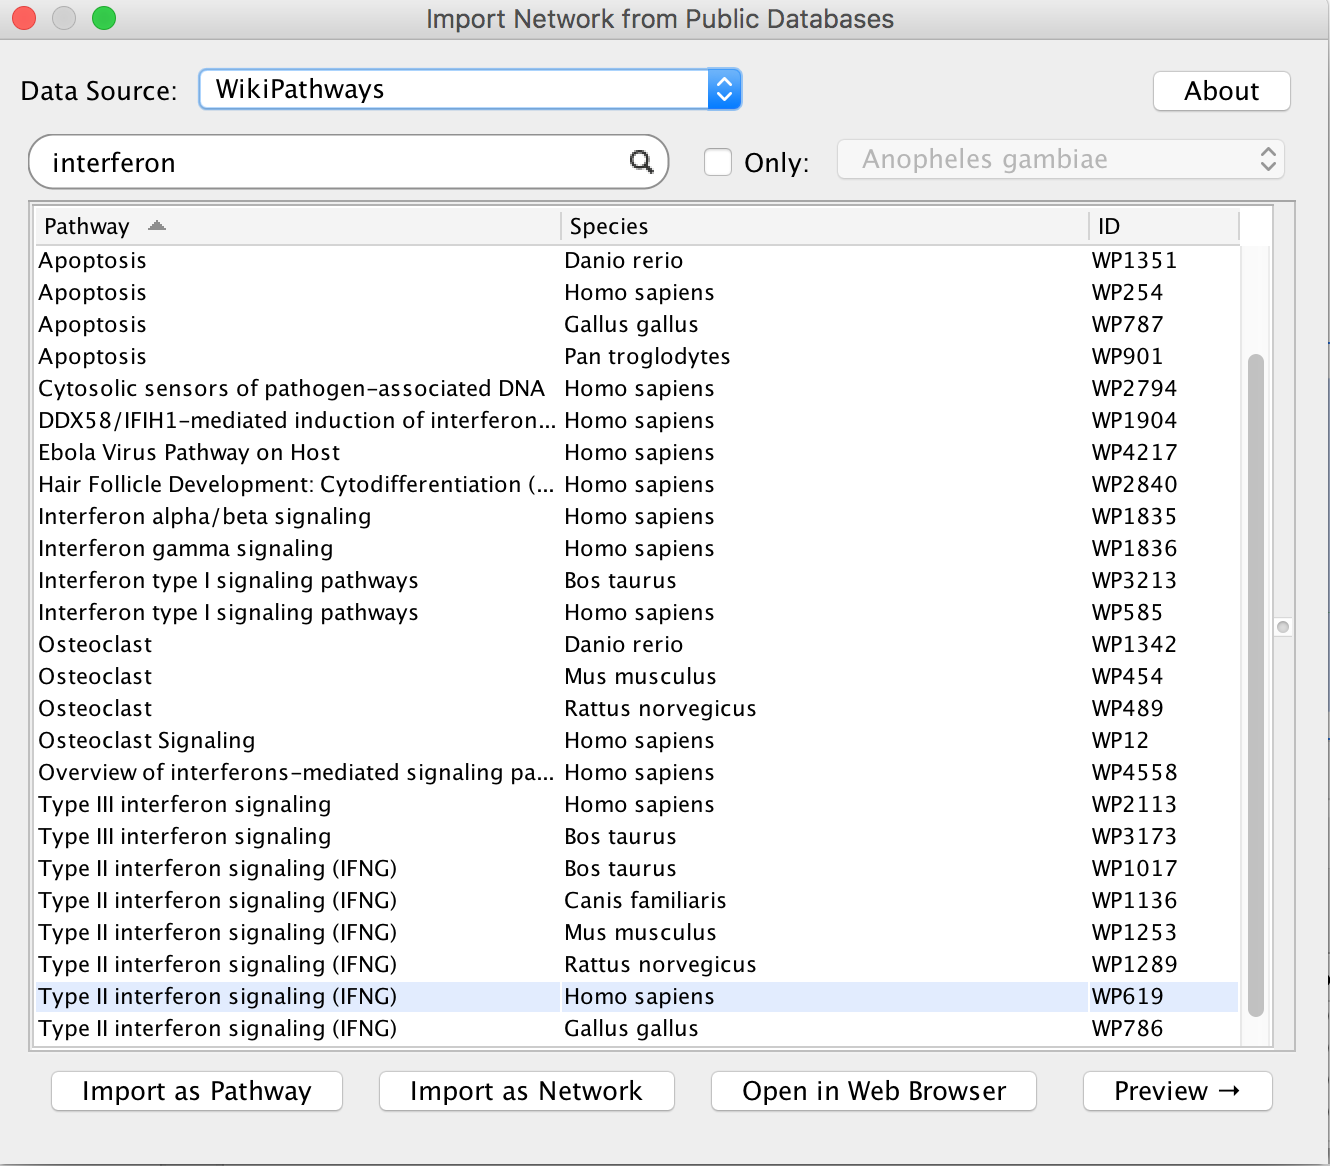 Import Network from Public Databases
Data Source: WikiPathways About
interferon Only: Anopheles gambiae
Pathway Species ID
Apoptosis Danio rerio WP1351
Apoptosis Homo sapiens WP254
Apoptosis Gallus gallus WP787
Apoptosis Pan troglodytes WP901
Cytosolic sensors of pathogen-associated DNA Homo sapiens WP2794
DDX58/IFIH1-mediated induction of interferon... Homo sapiens WP1904
Ebola Virus Pathway on Host Homo sapiens WP4217
Hair Follicle Development: Cytodifferentiation (... Homo sapiens WP2840
Interferon alpha/beta signaling Homo sapiens WP1835
Interferon gamma signaling Homo sapiens WP1836
Interferon type I signaling pathways Bos taurus WP3213
Interferon type I signaling pathways Homo sapiens WP585
Osteoclast Danio rerio WP1342
Osteoclast Mus musculus WP454
Osteoclast Rattus norvegicus WP489
Osteoclast Signaling Homo sapiens WP12
Overview of interferons-mediated signaling pa... Homo sapiens WP4558
Type III interferon signaling Homo sapiens WP2113
Type III interferon signaling Bos taurus WP3173
Type II interferon signaling (IFNG) Bos taurus WP1017
Type II interferon signaling (IFNG) Canis familiaris WP1136
Type II interferon signaling (IFNG) Mus musculus WP1253
Type II interferon signaling (IFNG) Rattus norvegicus WP1289
Type II interferon signaling (IFNG) Homo sapiens WP619
Type II interferon signaling (IFNG) Gallus gallus WP786
Import as Pathway Import as Network Open in Web Browser Preview →